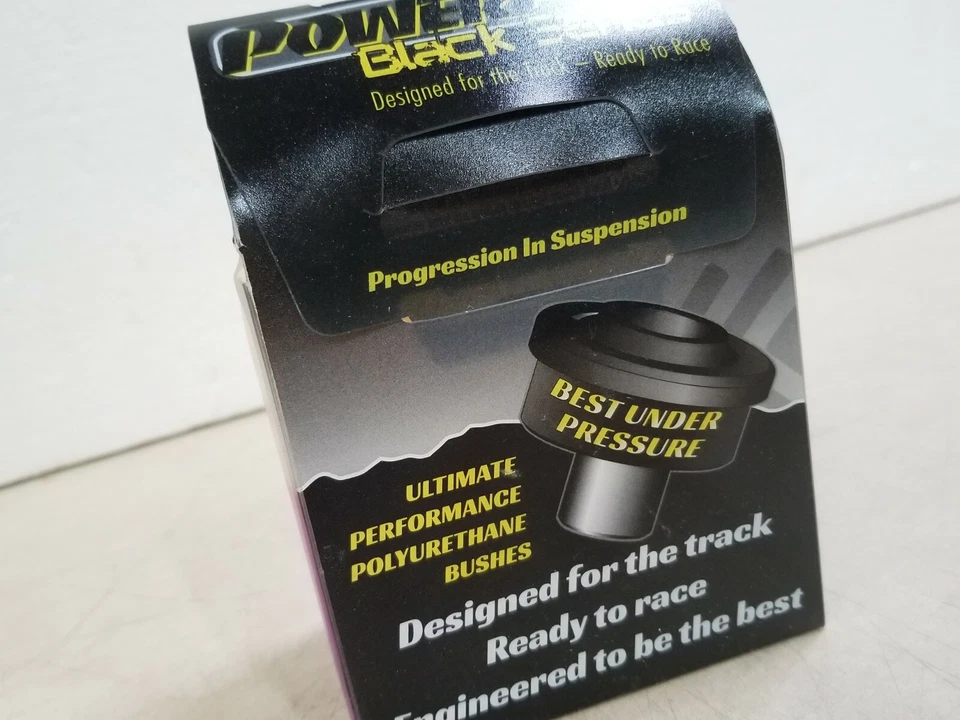 Black
Designed for the Track – Ready to Race
Progression In Suspension
BEST UNDER
PRESSURE
ULTIMATE
PERFORMANCE
POLYURETHANE
BUSHES
Designed for the track
Ready to race
Engineered to be the best